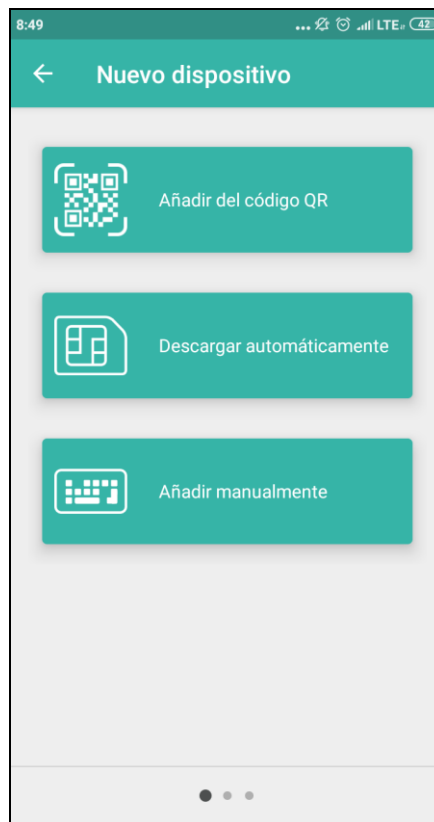 8:49
... LTE 42
Nuevo dispositivo
Añadir del código QR
Descargar automáticamente
Añadir manualmente